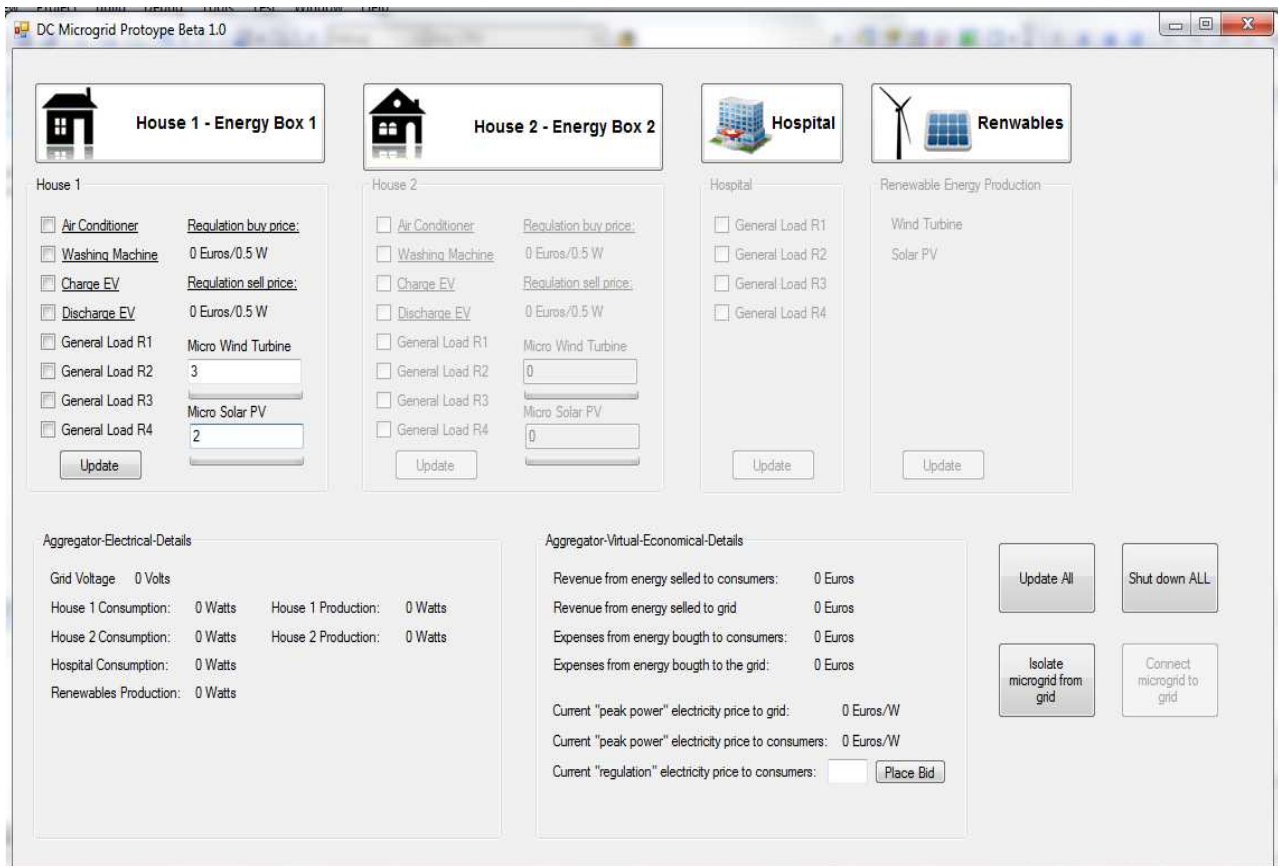 Project Build Debug Tools Test Window Help
DC Microgrid Protoype Beta 1.0
House 1 - Energy Box 1
House 2 - Energy Box 2
Hospital
Renwables
House 1
Air Conditioner
Washing Machine
Charge EV
Discharge EV
General Load R1
General Load R2
General Load R3
General Load R4
Update
Regulation buy price:
0 Euros/0.5 W
Regulation sell price:
0 Euros/0.5 W
Micro Wind Turbine
3
Micro Solar PV
2
House 2
Air Conditioner
Washing Machine
Charge EV
Discharge EV
General Load R1
General Load R2
General Load R3
General Load R4
Update
Regulation buy price:
0 Euros/0.5 W
Regulation sell price:
0 Euros/0.5 W
Micro Wind Turbine
0
Micro Solar PV
0
Hospital
General Load R1
General Load R2
General Load R3
General Load R4
Update
Renewable Energy Production
Wind Turbine
Solar PV
Update
Aggregator-Electrical-Details
Grid Voltage 0 Volts
House 1 Consumption: 0 Watts House 1 Production: 0 Watts
House 2 Consumption: 0 Watts House 2 Production: 0 Watts
Hospital Consumption: 0 Watts
Renewables Production: 0 Watts
Aggregator-Virtual-Economical-Details
Revenue from energy selled to consumers: 0 Euros
Revenue from energy selled to grid 0 Euros
Expenses from energy bougth to consumers: 0 Euros
Expenses from energy bougth to the grid: 0 Euros
Current "peak power" electricity price to grid: 0 Euros/W
Current "peak power" electricity price to consumers: 0 Euros/W
Current "regulation" electricity price to consumers: Place Bid
Update All
Shut down ALL
Isolate
microgrid from
grid
Connect
microgrid to
grid